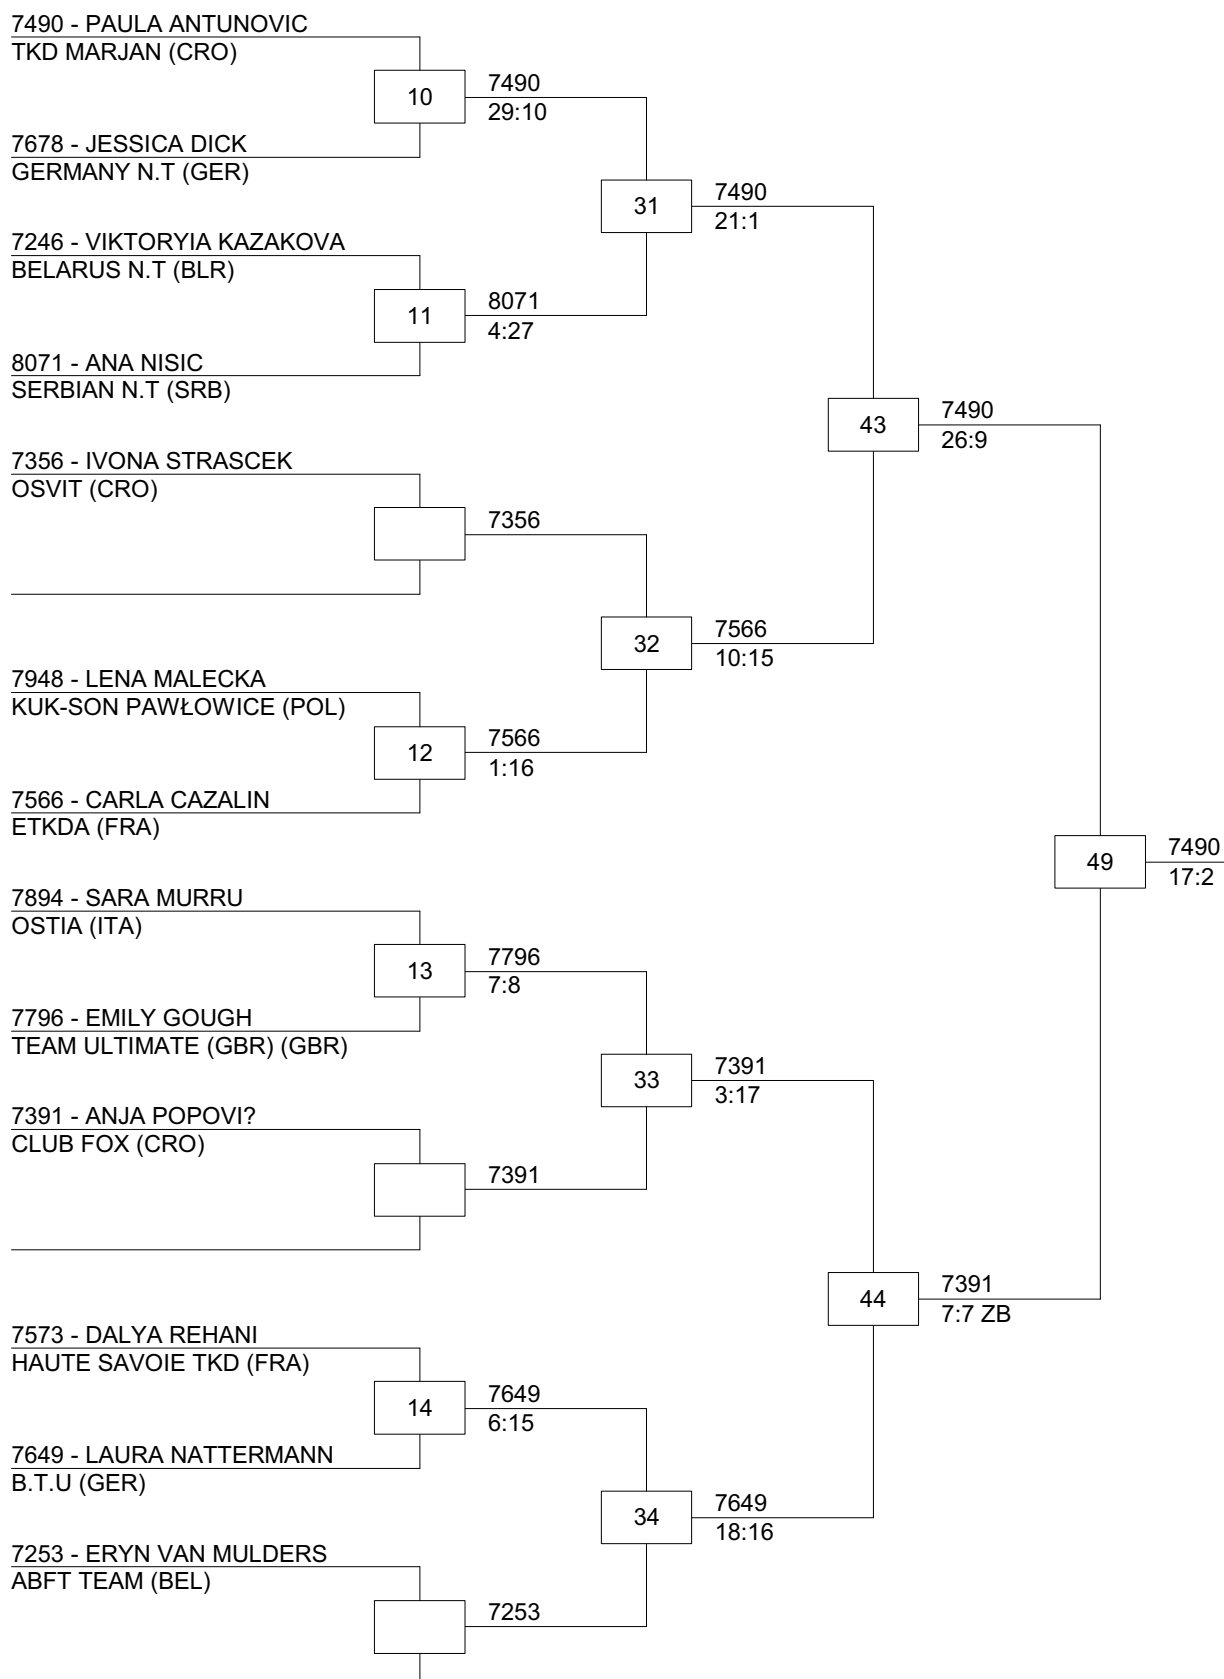 7490 - PAULA ANTUNOVIC
TKD MARJAN (CRO)
10
7490
29:10
7678 - JESSICA DICK
GERMANY N.T (GER)
31
7490
21:1
7246 - VIKTORYIA KAZAKOVA
BELARUS N.T (BLR)
11
8071
4:27
8071 - ANA NISIC
SERBIAN N.T (SRB)
43
7490
26:9
7356 - IVONA STRASCEK
OSVIT (CRO)
7356
32
7566
10:15
7948 - LENA MALECKA
KUK-SON PAWŁOWICE (POL)
12
7566
1:16
7566 - CARLA CAZALIN
ETKDA (FRA)
49
7490
17:2
7894 - SARA MURRU
OSTIA (ITA)
13
7796
7:8
7796 - EMILY GOUGH
TEAM ULTIMATE (GBR) (GBR)
33
7391
3:17
7391 - ANJA POPOVI?
CLUB FOX (CRO)
7391
44
7391
7:7 ZB
7573 - DALYA REHANI
HAUTE SAVOIE TKD (FRA)
14
7649
6:15
7649 - LAURA NATTERMANN
B.T.U (GER)
34
7649
18:16
7253 - ERYN VAN MULDERS
ABFT TEAM (BEL)
7253